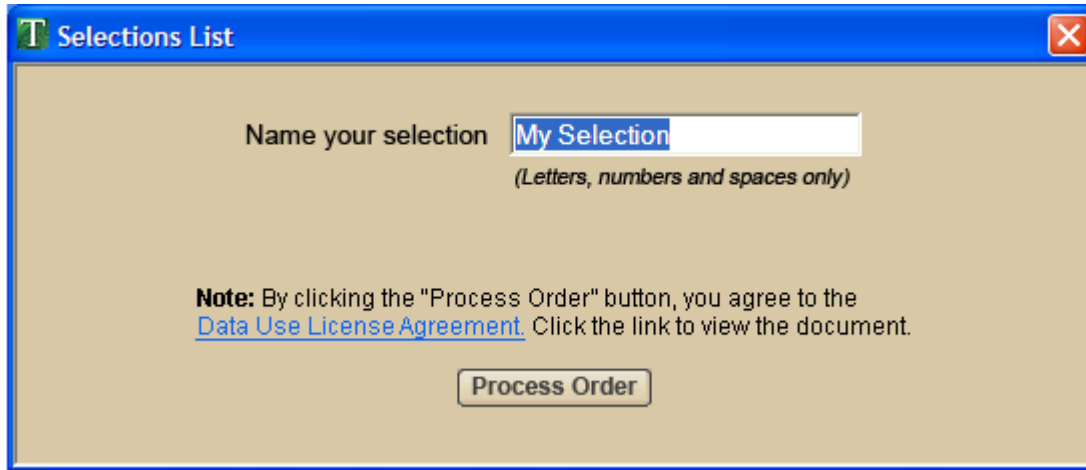 T Selections List
Name your selection My Selection
(Letters, numbers and spaces only)
Note: By clicking the "Process Order" button, you agree to the
Data Use License Agreement. Click the link to view the document.
Process Order